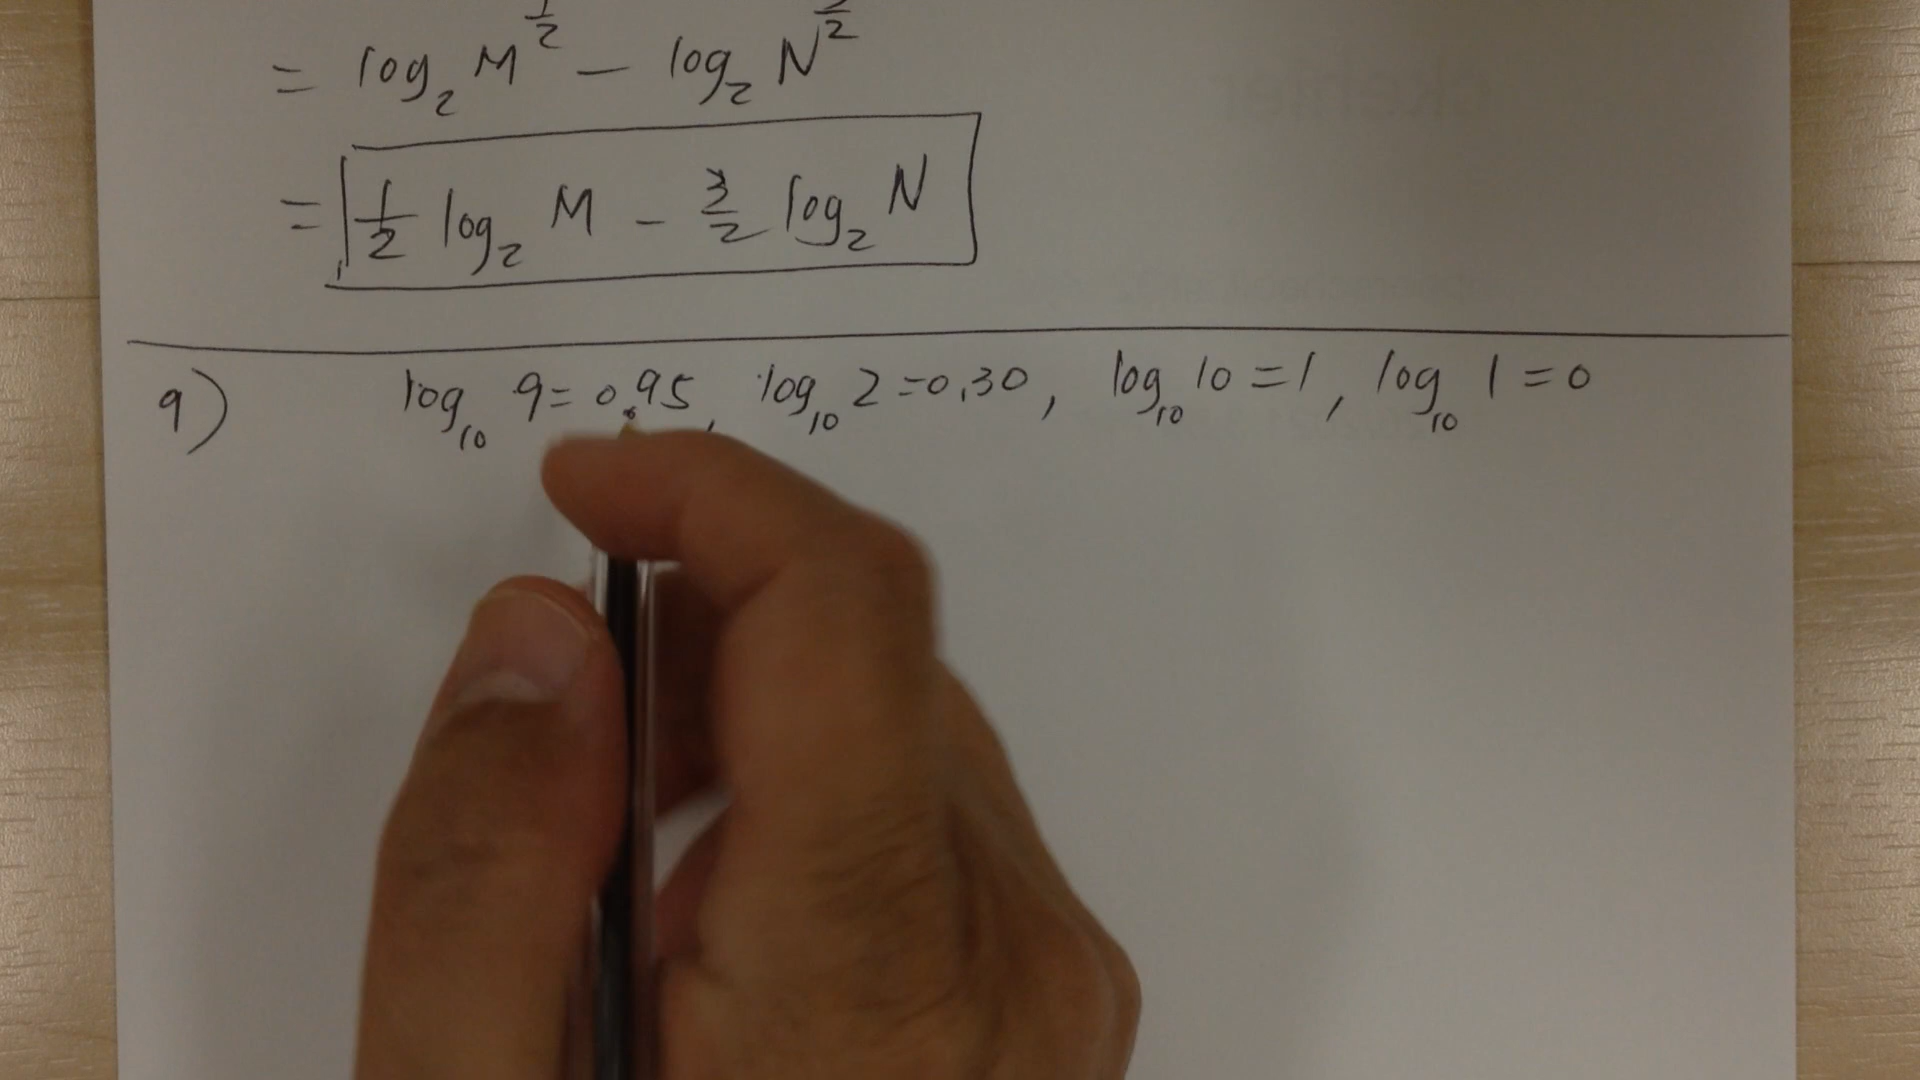 = log₂ M^½ - log₂ N^3/2
= ½ log₂ M - 3/2 log₂ N
9) log₁₀ 9 = 0.95, log₁₀ 2 = 0.30, log₁₀ 10 = 1, log₁₀ 1 = 0